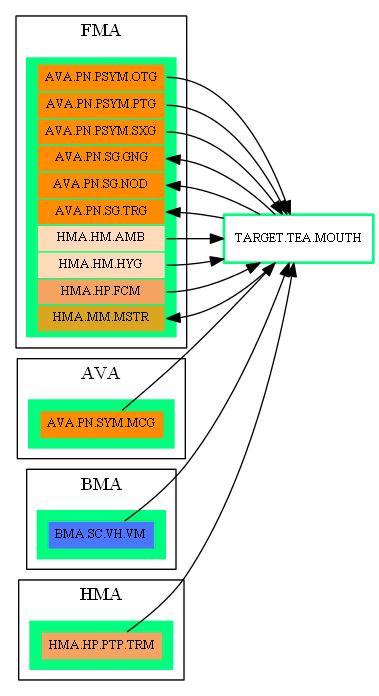 FMA
AVA.PN.PSYM.OTG
AVA.PN.PSYM.PTG
AVA.PN.PSYM.SXG
AVA.PN.SG.GNG
AVA.PN.SG.NOD
AVA.PN.SG.TRG
HMA.HM.AMB
HMA.HM.HYG
HMA.HP.FCM
HMA.MM.MSTR
TARGET.TEA.MOUTH
AVA
AVA.PN.SYM.MCG
BMA
BMA.SC.VH.VM
HMA
HMA.HP.PTP.TRM